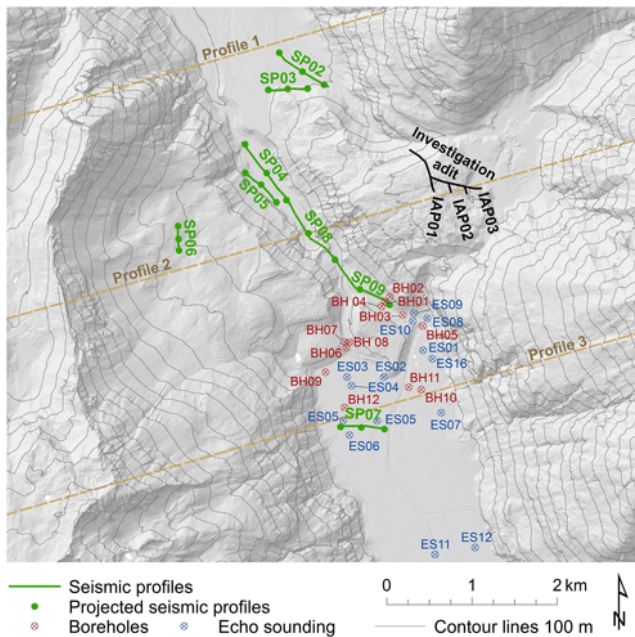 Profile 1
SP02
SP03
Investigation
adit
SP04
SP05
IAP01
IAP02
IAP03
SP06
SP08
Profile 2
SP09
BH02
BH 04
BH01
ES09
BH03
ES08
ES10
BH07
BH05
BH 08
ES01
BH06
ES16
Profile 3
ES03
ES02
BH09
ES04
BH11
BH10
BH12
ES05
SP07
ES05
ES07
ES06
ES12
ES11
Seismic profiles
Projected seismic profiles
Boreholes
Echo sounding
0 1 2 km
Contour lines 100 m
N